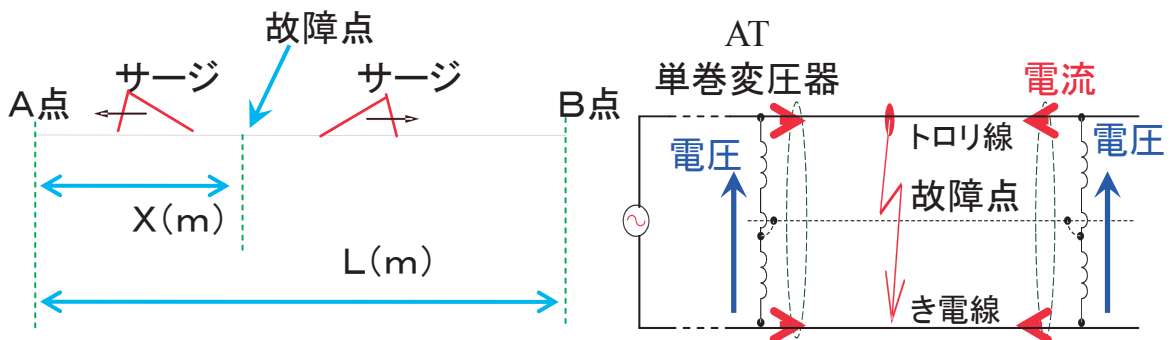 故障点
サージ
サージ
A点
B点
X(m)
L(m)
AT
単巻変圧器
電流
電圧
トロリ線
電圧
故障点
き電線